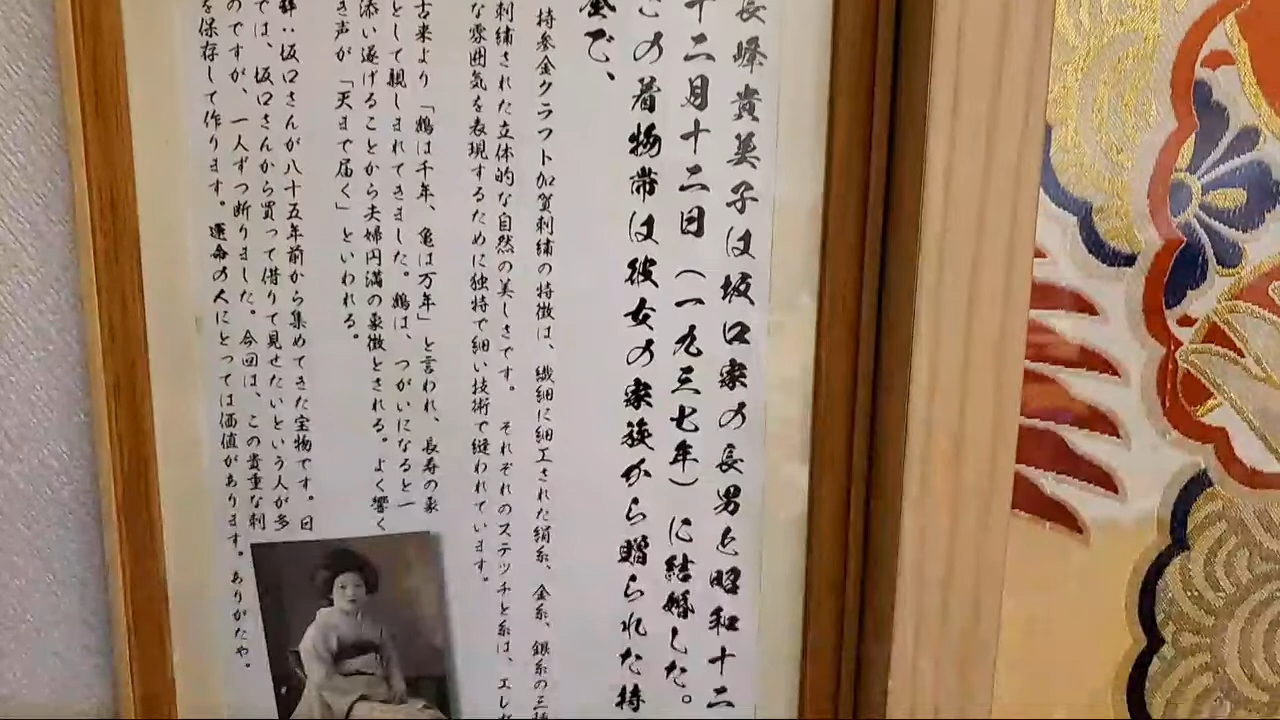 長峰貴美子は坂口家の長男と昭和十二
十二月十二日（一九三七年）に結婚した。
この着物帯は彼女の家族から贈られた持
金で、
持参金クラフト加賀刺繍の特徴は、繊細に細工された絹糸、金糸、銀糸の三種
刺繍された立体的な自然の美しさです。それぞれのステッチと糸は、エレガ
な雰囲気を表現するために独特で細い技術で縫われています。
古来より「鶴は千年、亀は万年」と言われ、長寿の象
として親しまれてきました。鶴は、つがいになると一
添い遂げることから夫婦円満の象徴とされる。よく響く
き声が「天まで届く」といわれる。
坂口さんが八十五年前から集めてきた宝物です。日
では、坂口さんから買って借りて見せたいという人が多
のですが、一人ずつ断りました。今回は、この貴重な刺
を保存して作ります。運命の人にとっては価値があります。ありがたや。